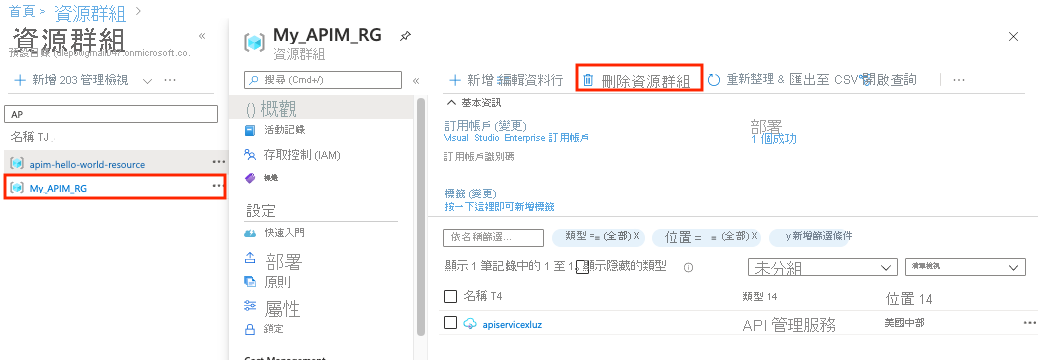 首頁 > 資源群組 >
資源群組
onmicrosoft.co.
新增 203 管理檢視
AP
名稱 TJ
apim-hello-world-resource
My_APIM_RG
My_APIM_RG
資源群組
搜尋 (Cmd+/)
() 概觀
活動記錄
存取控制 (IAM)
標籤
設定
快速入門
部署
原則
屬性
鎖定
Cost Management
新增 編輯資料行
刪除資源群組
重新整理 & 匯出至 CSV 開啟查詢
基本資訊
訂用帳戶 (變更)
Visual Studio Enterprise 訂用帳戶
訂用帳戶識別碼
部署
1 個成功
標籤 (變更)
按一下這裡即可新增標籤
依名稱篩選...
類型 == (全部) X
位置 = = (全部) X
y 新增篩選條件
顯示 1 筆記錄中的 1 至 1, 顯示隱藏的類型
未分組
清單檢視
名稱 T4
類型 14
位置 14
apiservicexluz
API 管理服務
美國中部